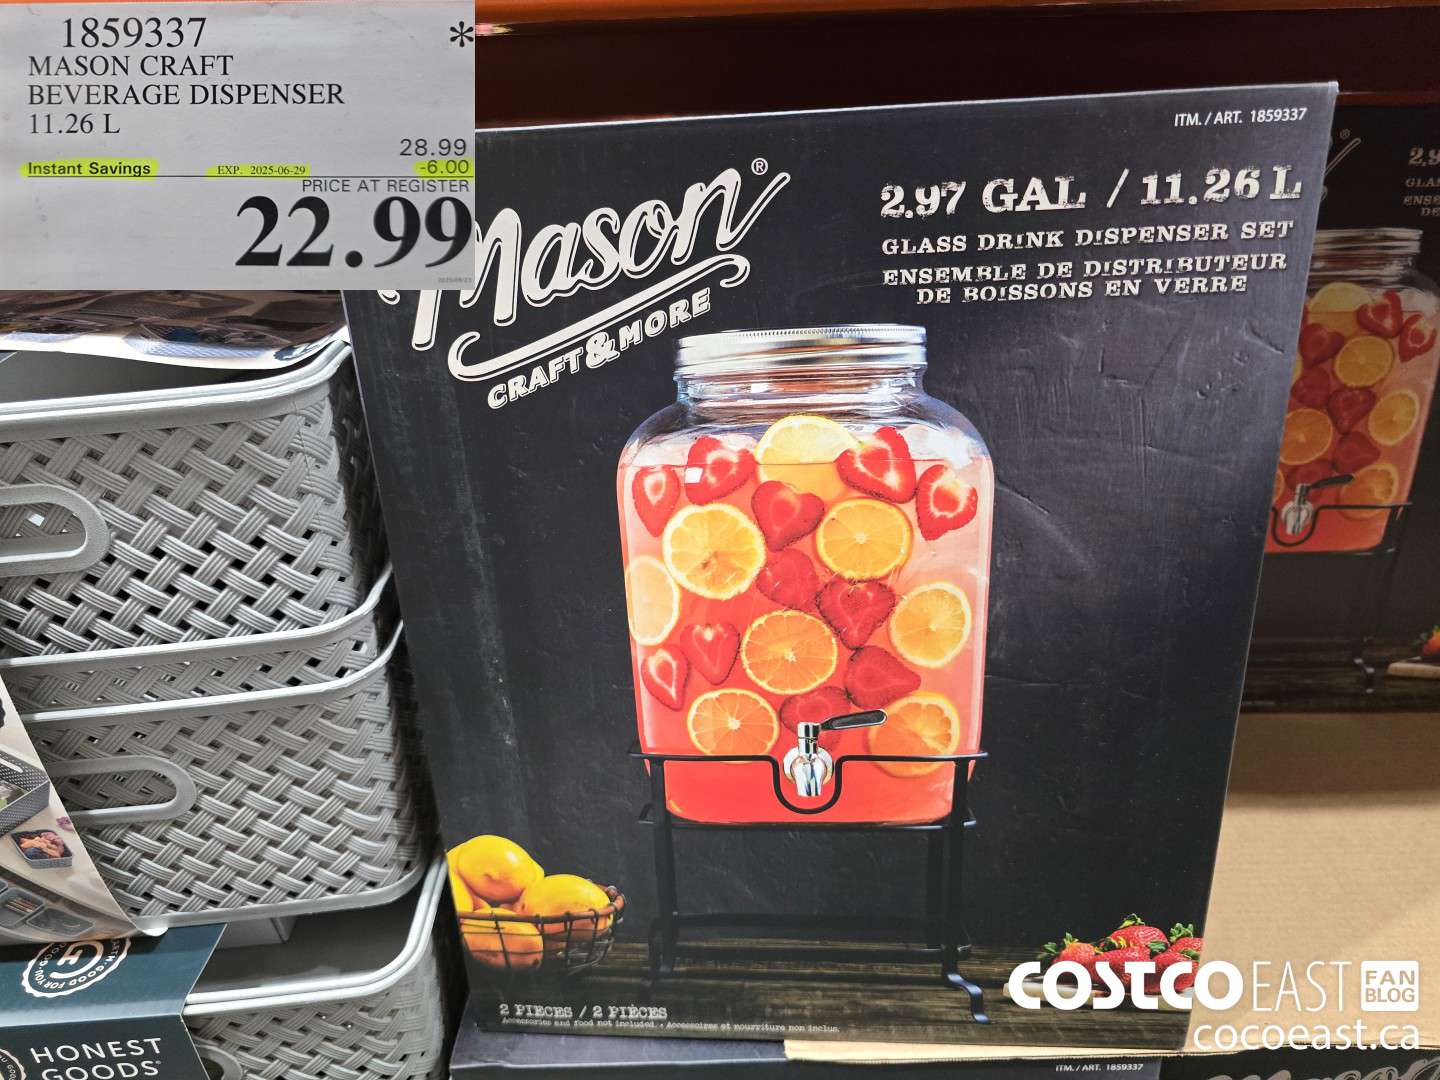 1859337 *
MASON CRAFT
BEVERAGE DISPENSER
11.26 L
28.99
Instant Savings EXP. 2025-06-29 -6.00
PRICE AT REGISTER
22.99
ITM. / ART. 1859337
Mason®
CRAFT & MORE
2.97 GAL / 11.26 L
GLASS DRINK DISPENSER SET
ENSEMBLE DE DISTRIBUTEUR
DE BOISSONS EN VERRE
2 PIECES / 2 PIÈCES
Accessories and food not included. • Accessoires et nourriture non inclus.
HONEST
GOODS
ITM. / ART. 1859337
COSTCO EAST FAN
BLOG
cocoeast.ca